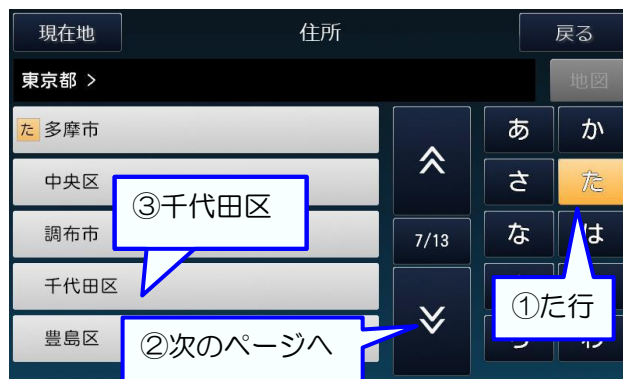 現在地
住所
戻る
東京都 >
地図
た 多摩市
中央区
調布市
千代田区
豊島区
7/13
あ
か
さ
た
な
は
わ
③千代田区
①た行
②次のページへ